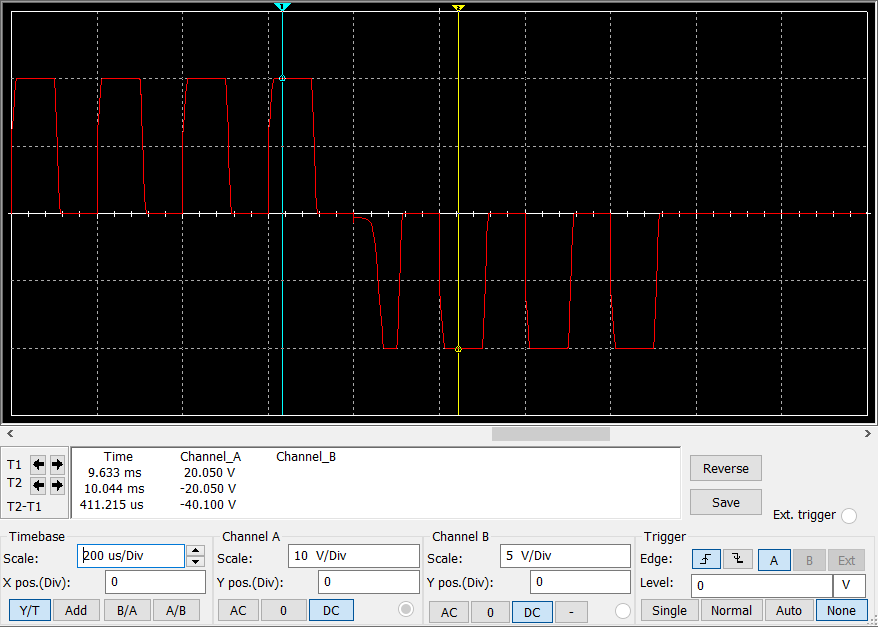 1
2
Time Channel_A Channel_B
T1 9.633 ms 20.050 V
T2 10.044 ms -20.050 V
T2-T1 411.215 us -40.100 V
Reverse
Save
Ext. trigger
Timebase
Scale: 200 us/Div
X pos.(Div): 0
Y/T Add B/A A/B
Channel A
Scale: 10 V/Div
Y pos.(Div): 0
AC 0 DC
Channel B
Scale: 5 V/Div
Y pos.(Div): 0
AC 0 DC -
Trigger
Edge: A B Ext
Level: 0 V
Single Normal Auto None